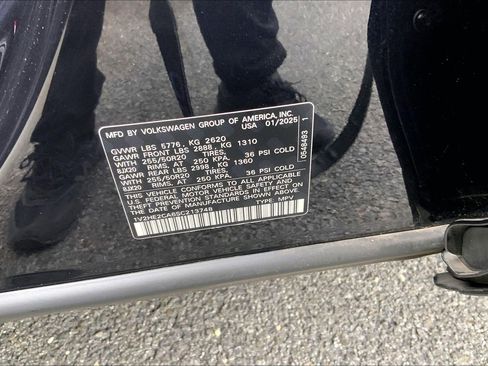 MFD BY VOLKSWAGEN GROUP OF AMERICA, INC.
USA 01/2025
GVWR LBS 5776, KG 2620
GAWR FRONT LBS 2888, KG 1310
WITH 255/50R20 TIRES,
8JX20 RIMS, AT 250 KPA, 36 PSI COLD
GAWR REAR LBS 2998, KG 1360
WITH 255/50R20 TIRES,
8JX20 RIMS, AT 250 KPA, 36 PSI COLD
THIS VEHICLE CONFORMS TO ALL APPLICABLE
U.S. FEDERAL MOTOR VEHICLE SAFETY
STANDARDS IN EFFECT ON THE DATE OF
MANUFACTURE SHOWN ABOVE.
TYPE: MPV
0548493 1